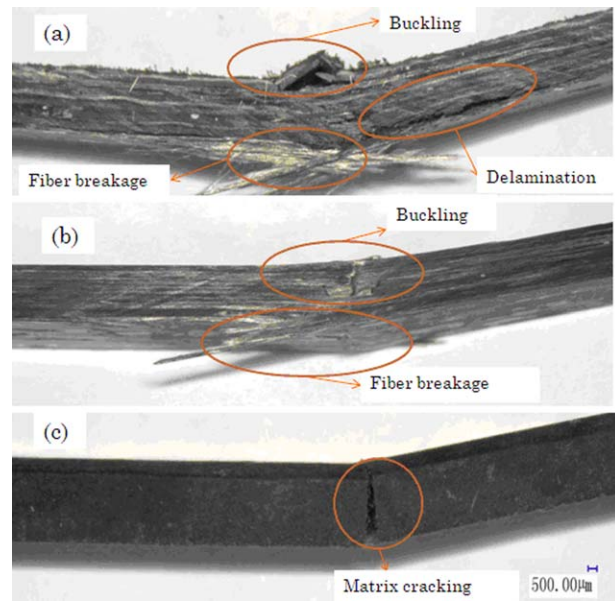 (a)
Buckling
Fiber breakage
Delamination
(b)
Buckling
Fiber breakage
(c)
Matrix cracking
500.00µm